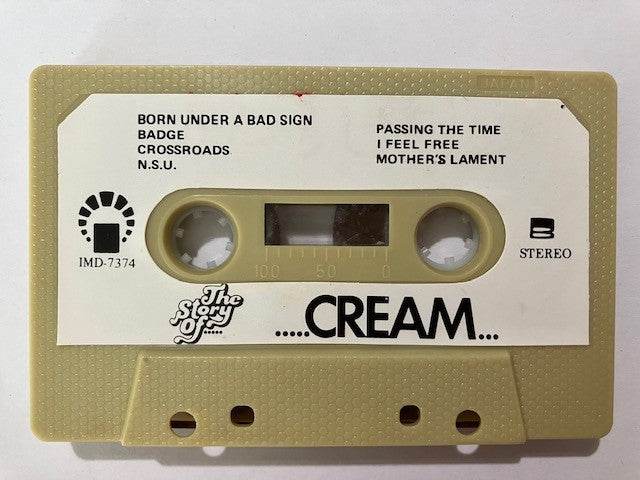 BORN UNDER A BAD SIGN
BADGE
CROSSROADS
N.S.U.
PASSING THE TIME
I FEEL FREE
MOTHER'S LAMENT
IMD-7374
B
STEREO
100 50 0
The
Story
Of.....
.....CREAM...